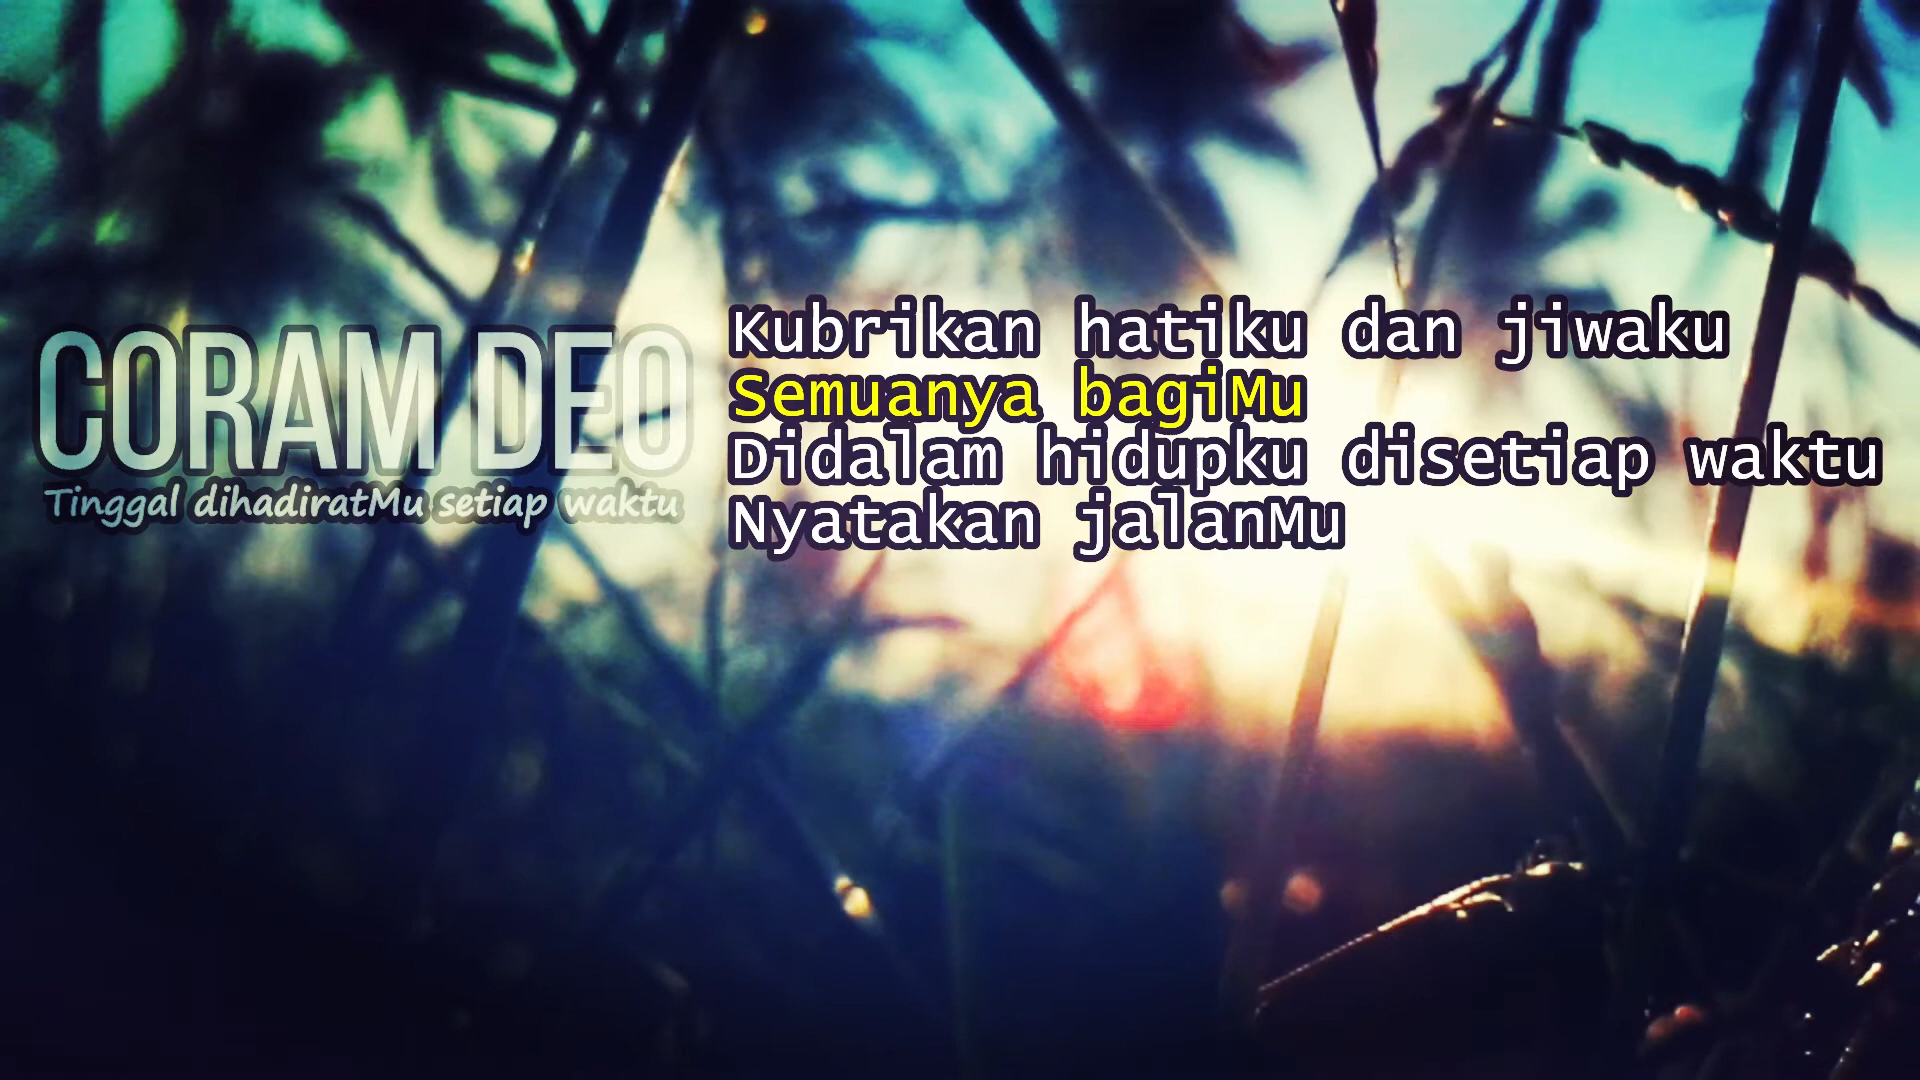 CORAM DEO
Tinggal dihadiratMu setiap waktu
Kubrikan hatiku dan jiwaku
Semuanya bagiMu
Didalam hidupku disetiap waktu
Nyatakan jalanMu